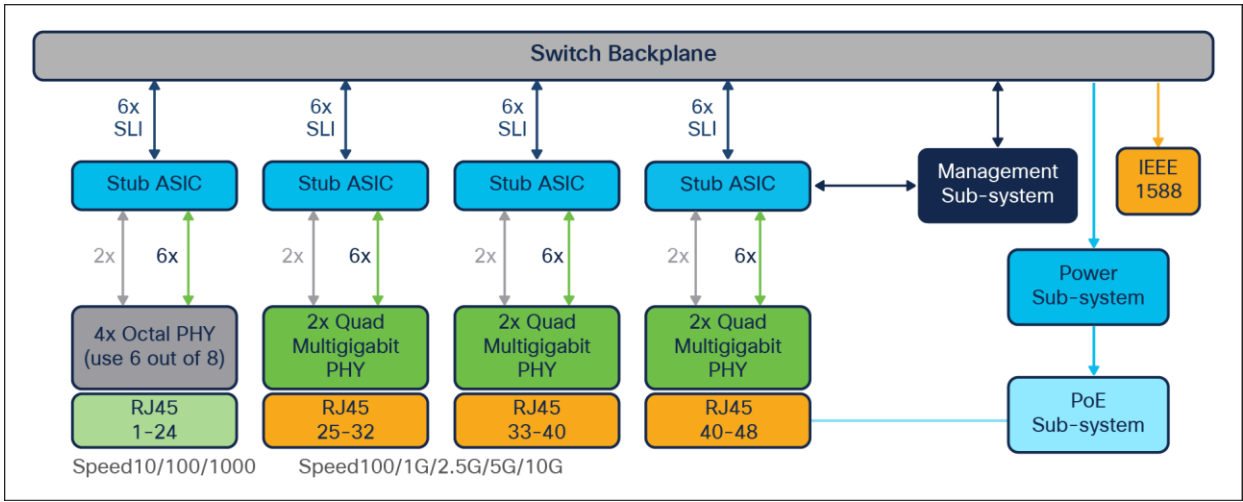 Switch Backplane
6x
SLI
6x
SLI
6x
SLI
6x
SLI
Stub ASIC
Stub ASIC
Stub ASIC
Stub ASIC
Management
Sub-system
IEEE
1588
2x
6x
2x
6x
2x
6x
2x
6x
Power
Sub-system
4x Octal PHY
(use 6 out of 8)
2x Quad
Multigigabit
PHY
2x Quad
Multigigabit
PHY
2x Quad
Multigigabit
PHY
RJ45
1-24
RJ45
25-32
RJ45
33-40
RJ45
40-48
PoE
Sub-system
Speed10/100/1000
Speed100/1G/2.5G/5G/10G